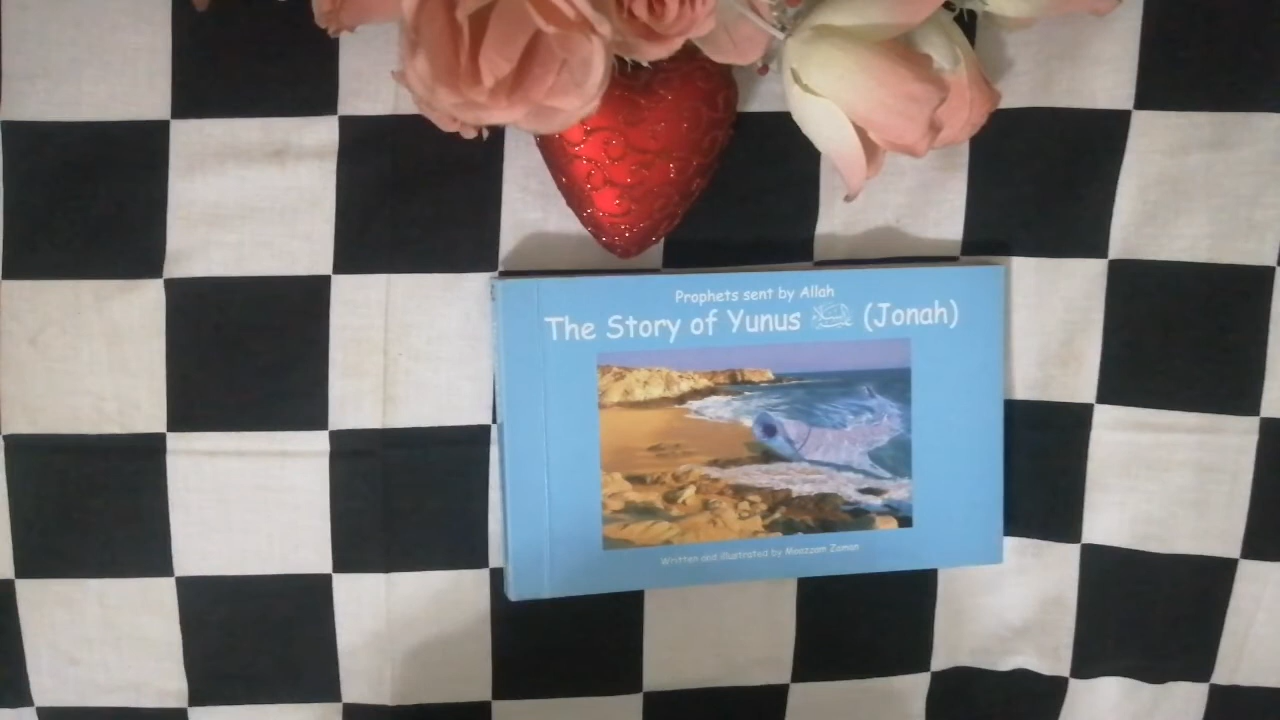 Prophets sent by Allah
The Story of Yunus (Jonah)
Written and illustrated by Moazzam Zaman